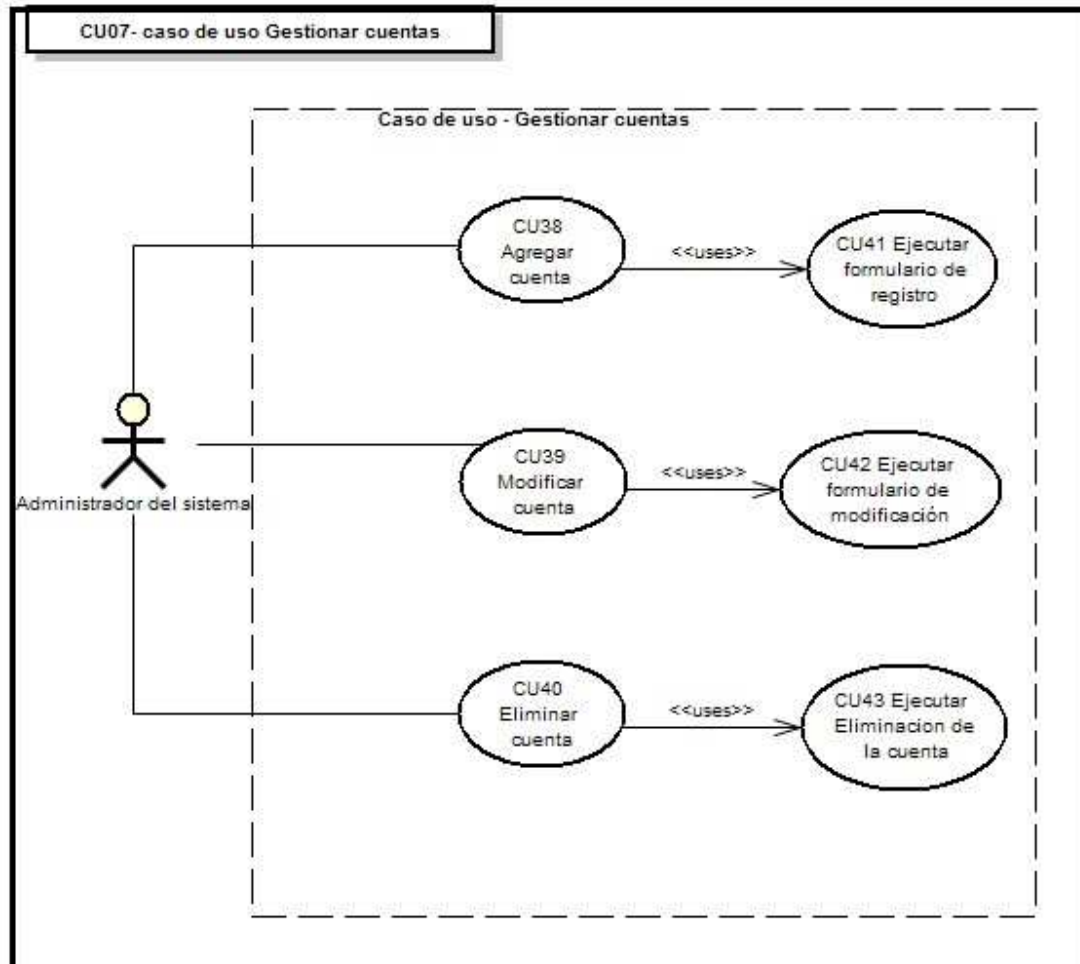 CU07- caso de uso Gestionar cuentas
Caso de uso - Gestionar cuentas
CU38
Agregar
cuenta
<<uses>>
CU41 Ejecutar
formulario de
registro
Administrador del sistema
CU39
Modificar
cuenta
<<uses>>
CU42 Ejecutar
formulario de
modificación
CU40
Eliminar
cuenta
<<uses>>
CU43 Ejecutar
Eliminacion de
la cuenta